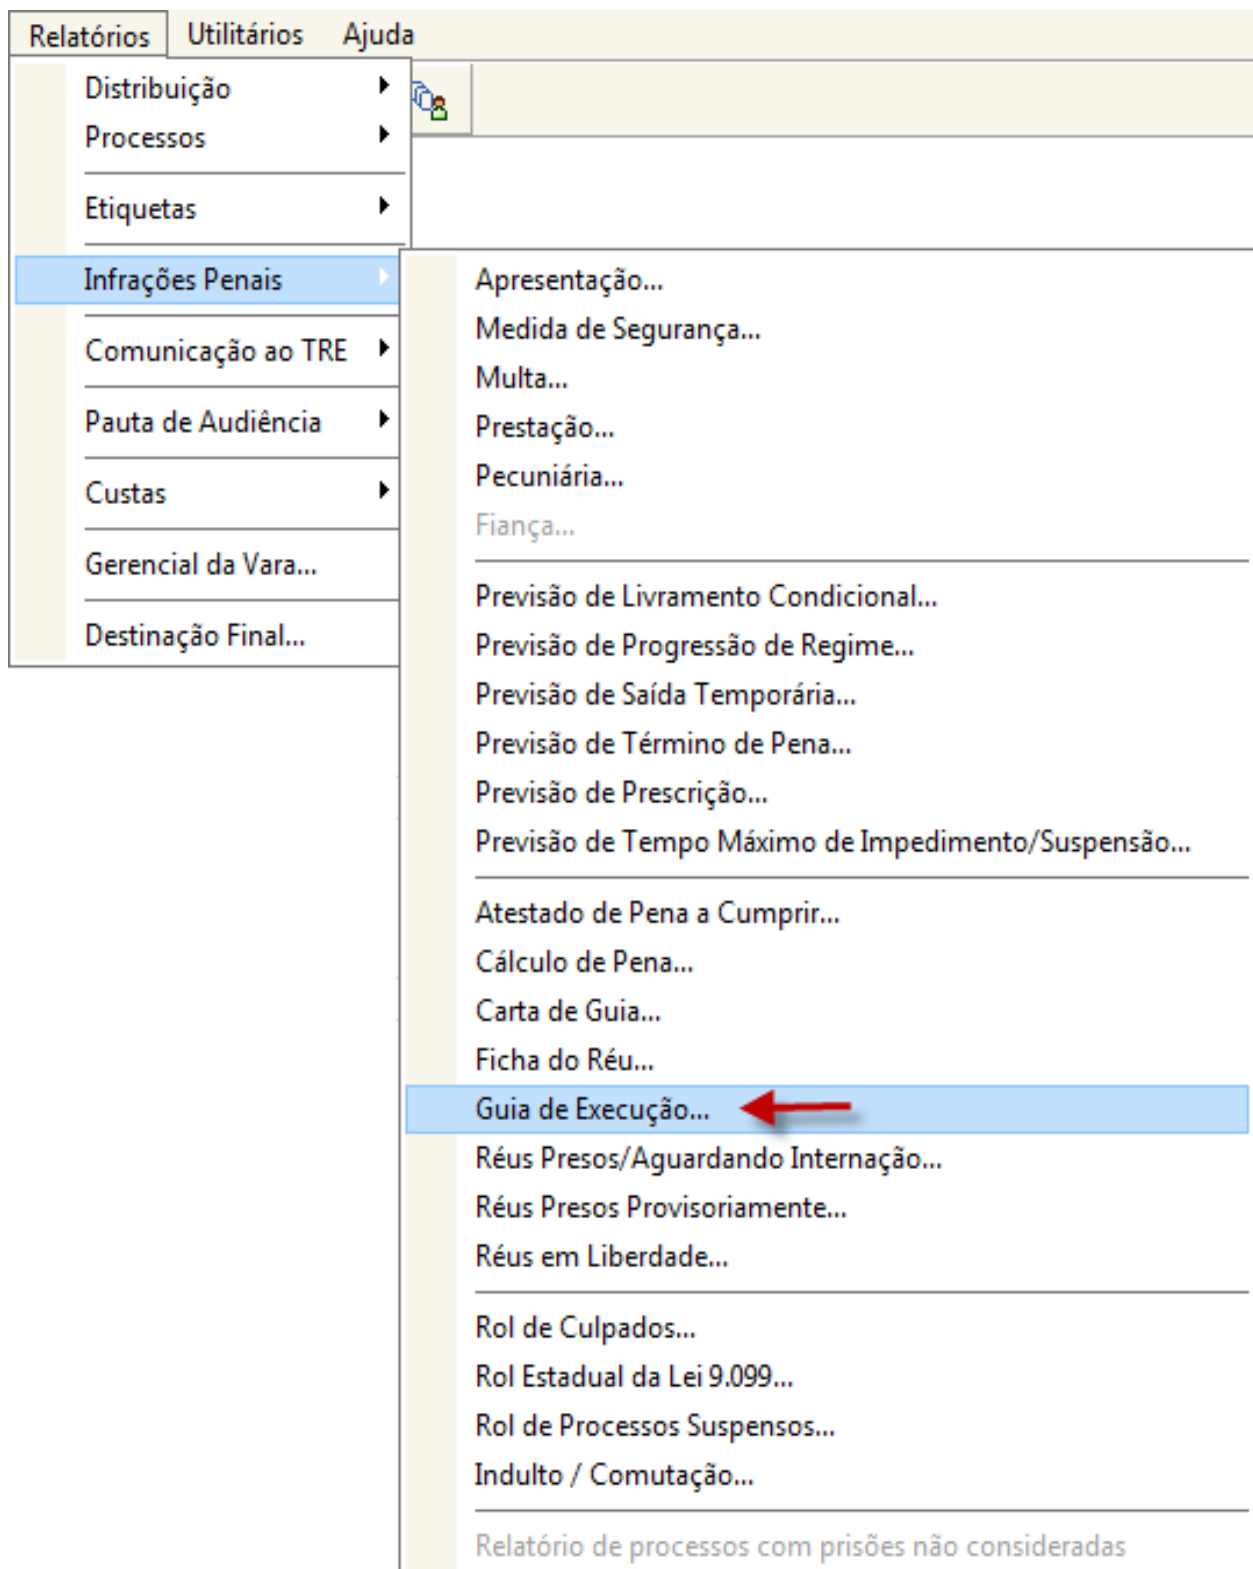 Relatórios Utilitários Ajuda
Distribuição
Processos
Etiquetas
Infrações Penais
Comunicação ao TRE
Pauta de Audiência
Custas
Gerencial da Vara...
Destinação Final...
Apresentação...
Medida de Segurança...
Multa...
Prestação...
Pecuniária...
Fiança...
Previsão de Livramento Condicional...
Previsão de Progressão de Regime...
Previsão de Saída Temporária...
Previsão de Término de Pena...
Previsão de Prescrição...
Previsão de Tempo Máximo de Impedimento/Suspensão...
Atestado de Pena a Cumprir...
Cálculo de Pena...
Carta de Guia...
Ficha do Réu...
Guia de Execução...
Réus Presos/Aguardando Internação...
Réus Presos Provisoriamente...
Réus em Liberdade...
Rol de Culpados...
Rol Estadual da Lei 9.099...
Rol de Processos Suspensos...
Indulto / Comutação...
Relatório de processos com prisões não consideradas